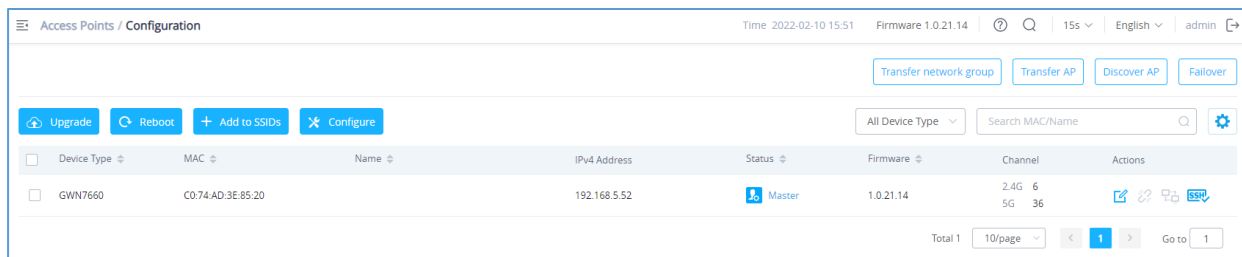 Access Points / Configuration Time 2022-02-10 15:51 Firmware 1.0.21.14 15s English admin
Transfer network group Transfer AP Discover AP Failover
Upgrade Reboot + Add to SSIDs Configure All Device Type Search MAC/Name
Device Type MAC Name IPv4 Address Status Firmware Channel Actions
GWN7660 C0:74:AD:3E:85:20 192.168.5.52 Master 1.0.21.14 2.4G 6 SSH
5G 36
Total 1 10/page < 1 > Go to 1